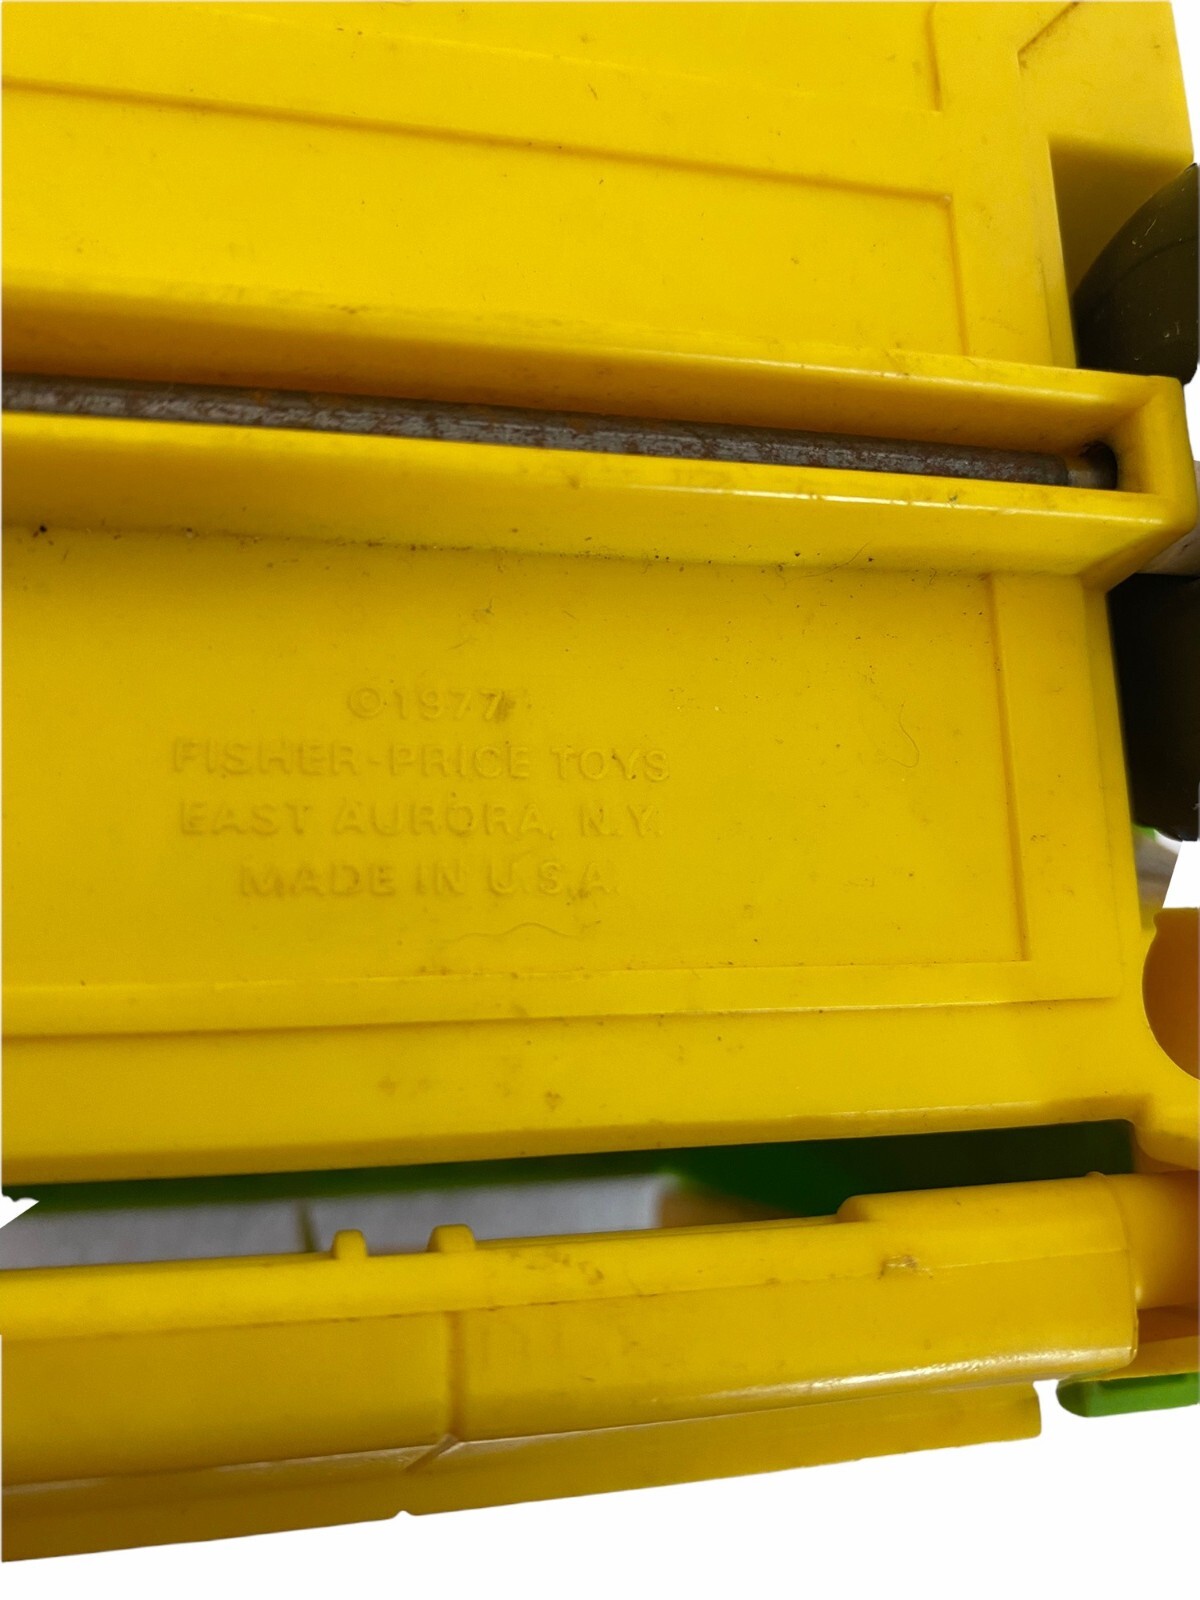 ©1977
FISHER-PRICE TOYS
EAST AURORA, N.Y.
MADE IN U.S.A.